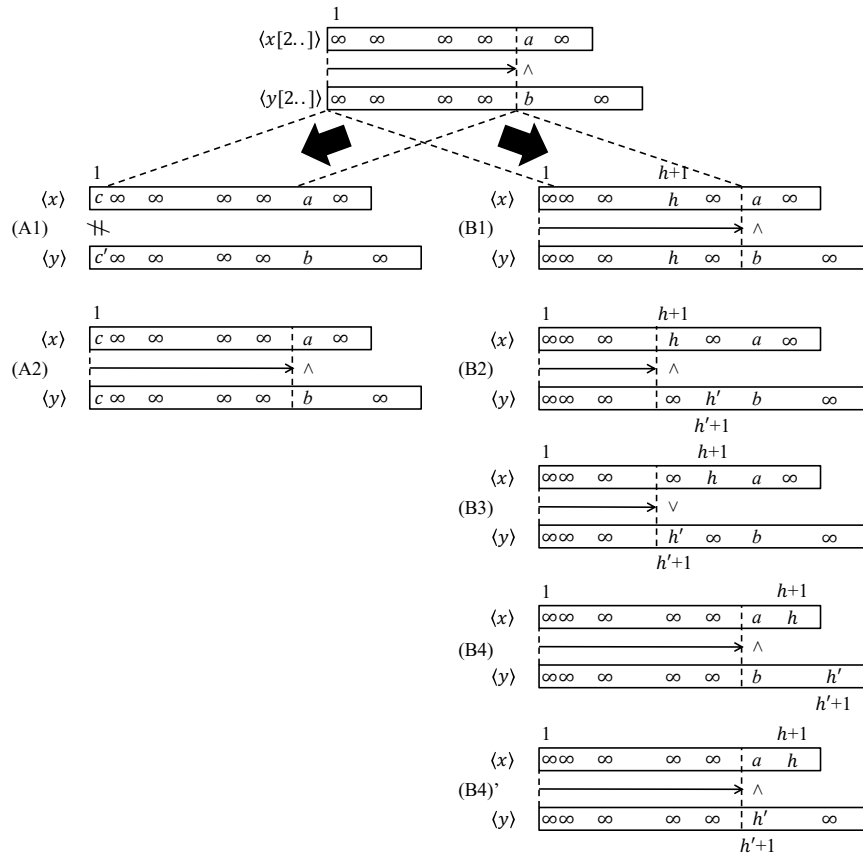 1
⟨x[2..]⟩ ∞ ∞ ∞ ∞ a ∞
∧
⟨y[2..]⟩ ∞ ∞ ∞ ∞ b ∞
1
⟨x⟩ c ∞ ∞ ∞ ∞ a ∞
(A1)
⟨y⟩ c′ ∞ ∞ ∞ ∞ b ∞
1
⟨x⟩ c ∞ ∞ ∞ ∞ a ∞
(A2) ∧
⟨y⟩ c ∞ ∞ ∞ ∞ b ∞
1 h+1
⟨x⟩ ∞ ∞ ∞ h ∞ a ∞
(B1) ∧
⟨y⟩ ∞ ∞ ∞ h ∞ b ∞
1 h+1
⟨x⟩ ∞ ∞ ∞ h ∞ a ∞
(B2) ∧
⟨y⟩ ∞ ∞ ∞ ∞ h′ b ∞
h′+1
1 h+1
⟨x⟩ ∞ ∞ ∞ ∞ h a ∞
(B3) ∨
⟨y⟩ ∞ ∞ ∞ h′ ∞ b ∞
h′+1
1 h+1
⟨x⟩ ∞ ∞ ∞ ∞ ∞ a h
(B4) ∧
⟨y⟩ ∞ ∞ ∞ ∞ ∞ b h′
h′+1
1 h+1
⟨x⟩ ∞ ∞ ∞ ∞ ∞ a h
(B4)’ ∧
⟨y⟩ ∞ ∞ ∞ ∞ ∞ h′ ∞
h′+1